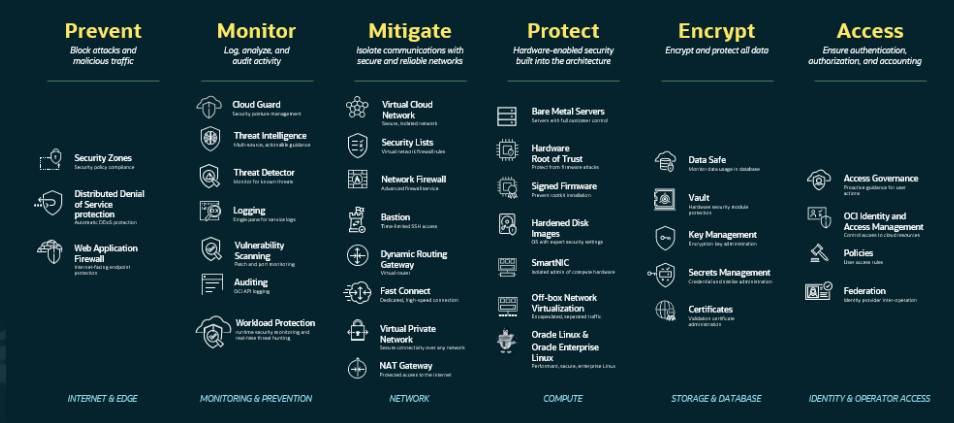 Prevent
Block attacks and
malicious traffic
Security Zones
Security policy compliance
Distributed Denial
of Service
protection
Automatic DDoS protection
Web Application
Firewall
Internet-facing endpoint
protection
INTERNET & EDGE
Monitor
Log, analyze, and
audit activity
Cloud Guard
Security posture management
Threat Intelligence
Multi-source, actionable guidance
Threat Detector
Monitor for known threats
Logging
Single pane for service logs
Vulnerability
Scanning
Patch and port monitoring
Auditing
OCI API logging
Workload Protection
runtime security monitoring and
real-time threat hunting
MONITORING & PREVENTION
Mitigate
Isolate communications with
secure and reliable networks
Virtual Cloud
Network
Secure, isolated network
Security Lists
Virtual network firewall rules
Network Firewall
Advanced firewall service
Bastion
Time-limited SSH access
Dynamic Routing
Gateway
Virtual router
Fast Connect
Dedicated, high-speed connection
Virtual Private
Network
Secure connectivity over any network
NAT Gateway
Protected access to the internet
NETWORK
Protect
Hardware-enabled security
built into the architecture
Bare Metal Servers
Servers with full customer control
Hardware
Root of Trust
Protect from firmware attacks
Signed Firmware
Prevent rootkit installation
Hardened Disk
Images
OS with expert security settings
SmartNIC
Isolated admin of compute hardware
Off-box Network
Virtualization
Encapsulated, separated traffic
Oracle Linux &
Oracle Enterprise
Linux
Performant, secure, enterprise Linux
COMPUTE
Encrypt
Encrypt and protect all data
Data Safe
Monitor data usage in database
Vault
Hardware security module
protection
Key Management
Encryption key administration
Secrets Management
Credential and similar administration
Certificates
Validation certificate
administration
STORAGE & DATABASE
Access
Ensure authentication,
authorization, and accounting
Access Governance
Proactive guidance for user
actions
OCI Identity and
Access Management
Control access to cloud resources
Policies
User access rules
Federation
Identity provider inter-operation
IDENTITY & OPERATOR ACCESS